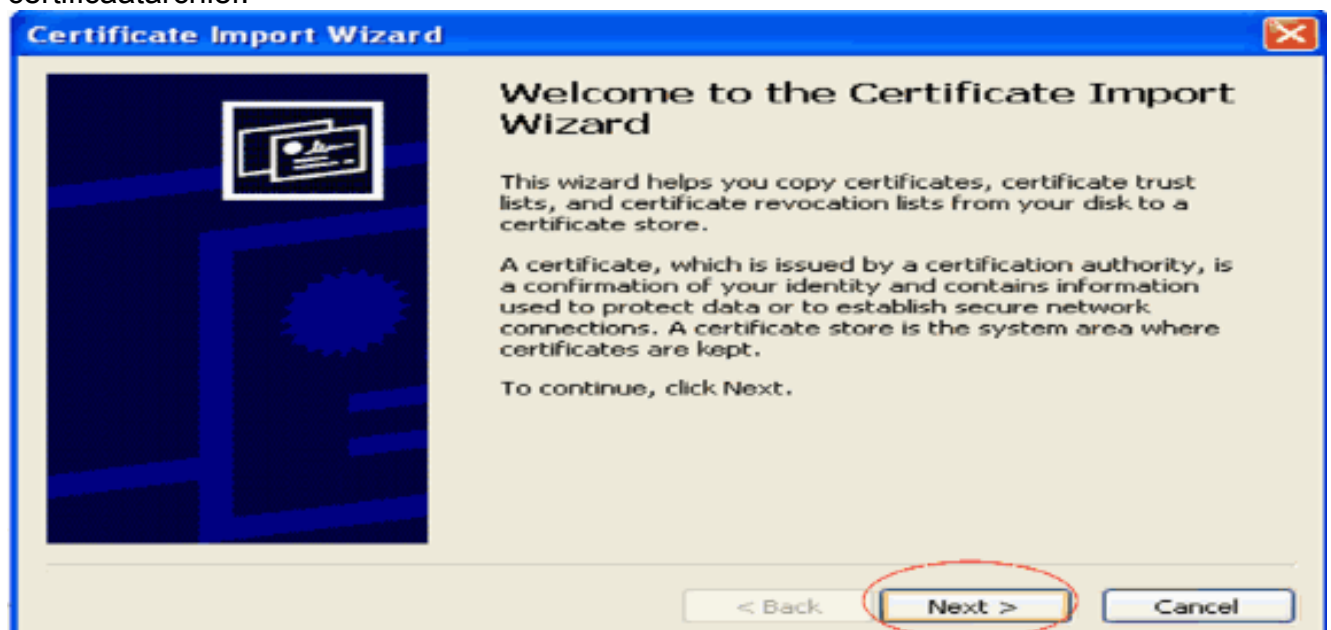 certificaatarchief.
Certificate Import Wizard
Welcome to the Certificate Import
Wizard
This wizard helps you copy certificates, certificate trust
lists, and certificate revocation lists from your disk to a
certificate store.
A certificate, which is issued by a certification authority, is
a confirmation of your identity and contains information
used to protect data or to establish secure network
connections. A certificate store is the system area where
certificates are kept.
To continue, click Next.
< Back Next > Cancel